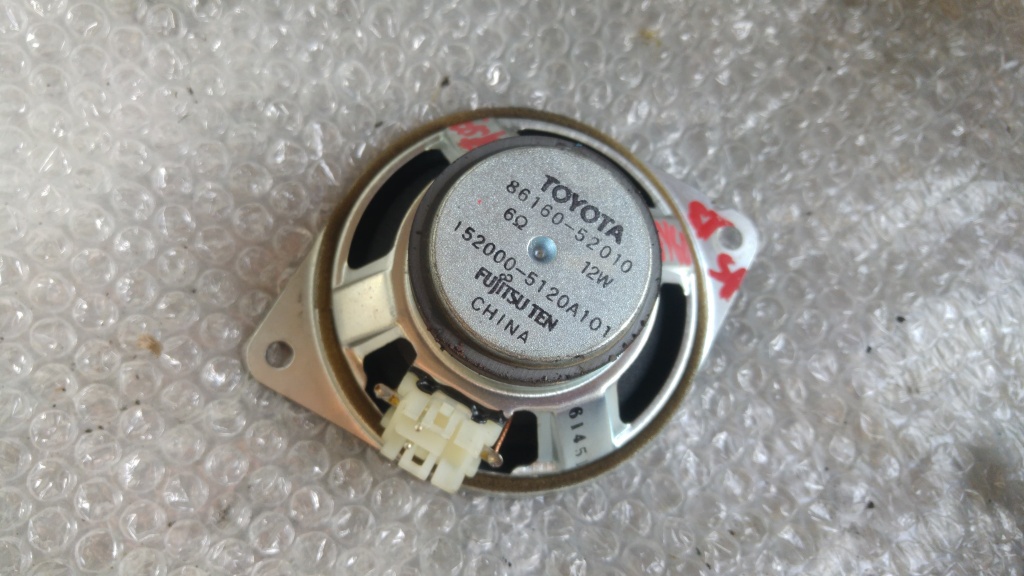 TOYOTA
86160-52010
6Ω 12W
152000-5120A101
FUJITSU TEN
CHINA
6145